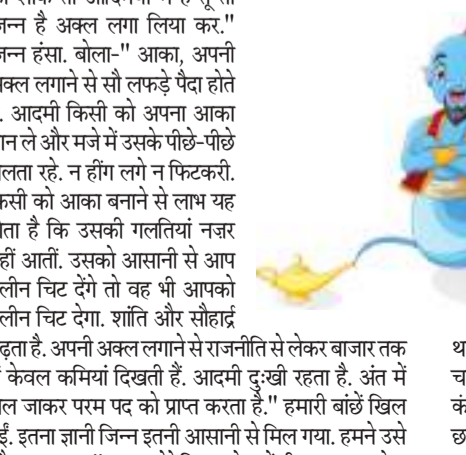 जन्न है अक्ल लगा लिया कर."
जन्न हंसा. बोला-" आका, अपनी
अक्ल लगाने से सौ लफड़े पैदा होते
. आदमी किसी को अपना आका
ान ले और मजे में उसके पीछे-पीछे
लता रहे. न हींग लगे न फिटकरी.
कसी को आका बनाने से लाभ यह
ोता है कि उसकी गलतियां नज़र
हीं आतीं. उसको आसानी से आप
लीन चिट देंगे तो वह भी आपको
लीन चिट देगा. शांति और सौहार्द्र
ढ़ता है. अपनी अक्ल लगाने से राजनीति से लेकर बाजार तक
केवल कमियां दिखती हैं. आदमी दुःखी रहता है. अंत में
ल जाकर परम पद को प्राप्त करता है." हमारी बांछें खिल
ईं. इतना ज्ञानी जिन्न इतनी आसानी से मिल गया. हमने उसे
थ
च
कं
छ